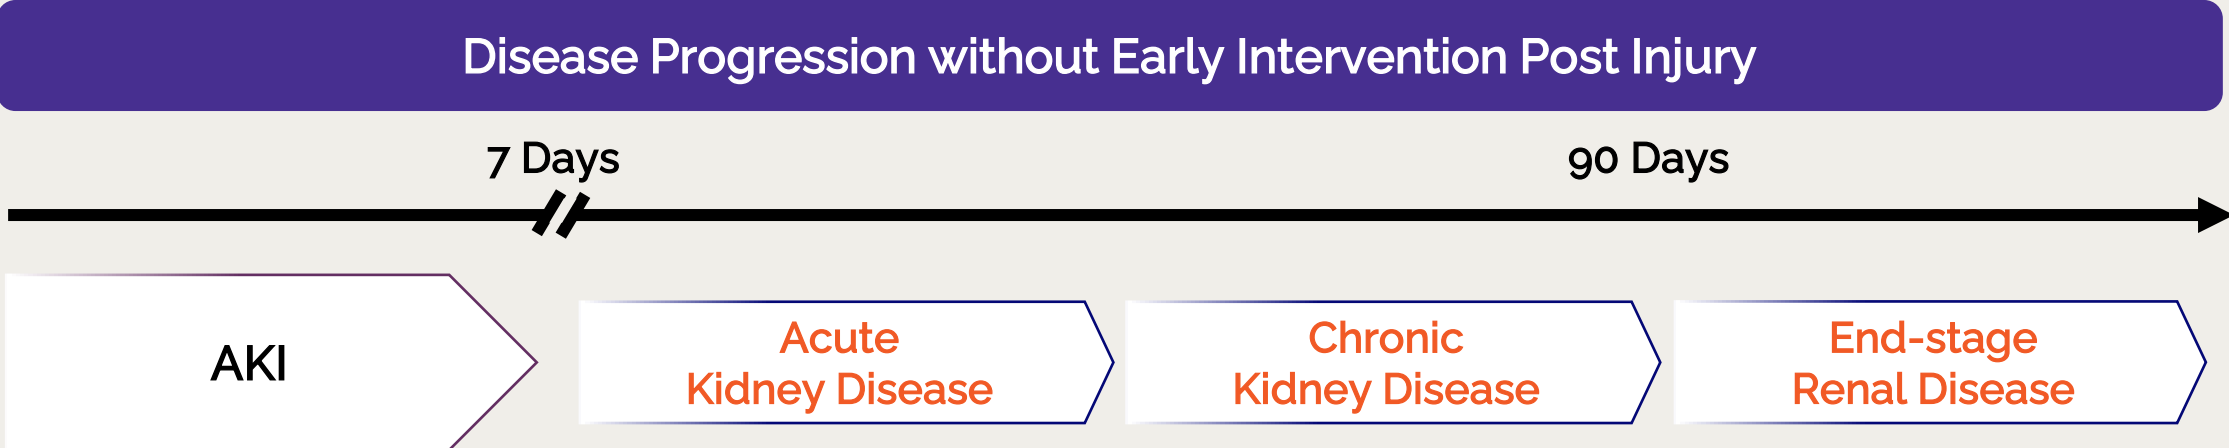 Disease Progression without Early Intervention Post Injury
7 Days
90 Days
AKI
Acute
Kidney Disease
Chronic
Kidney Disease
End-stage
Renal Disease